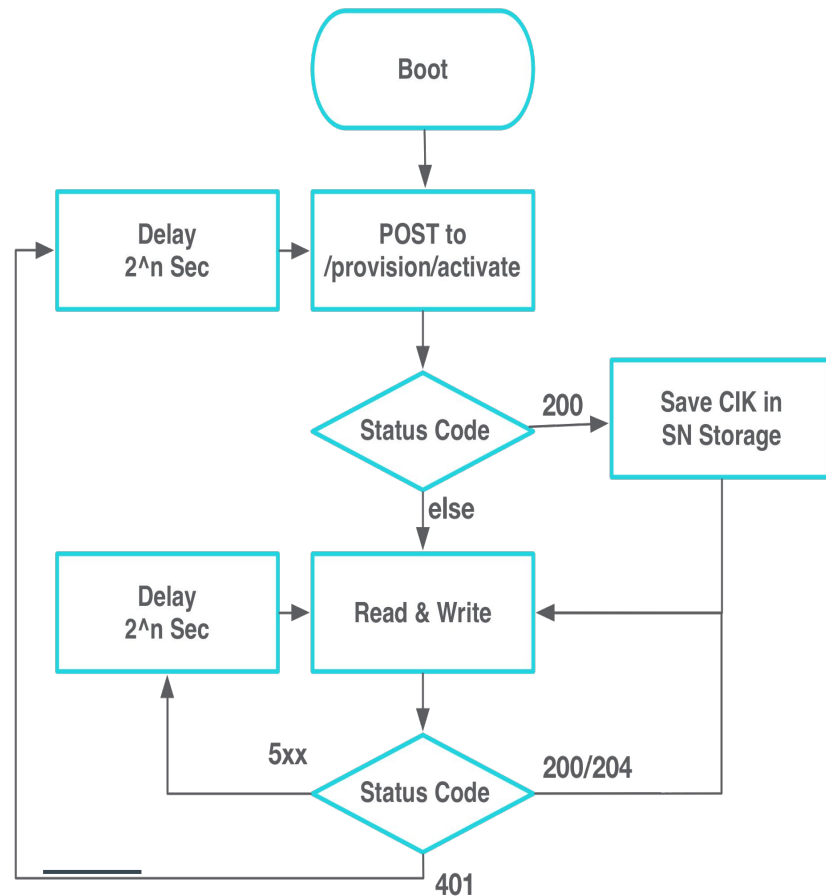 Boot
Delay
2^n Sec
POST to
/provision/activate
Status Code
200
Save CIK in
SN Storage
else
Delay
2^n Sec
Read & Write
5xx
Status Code
200/204
401